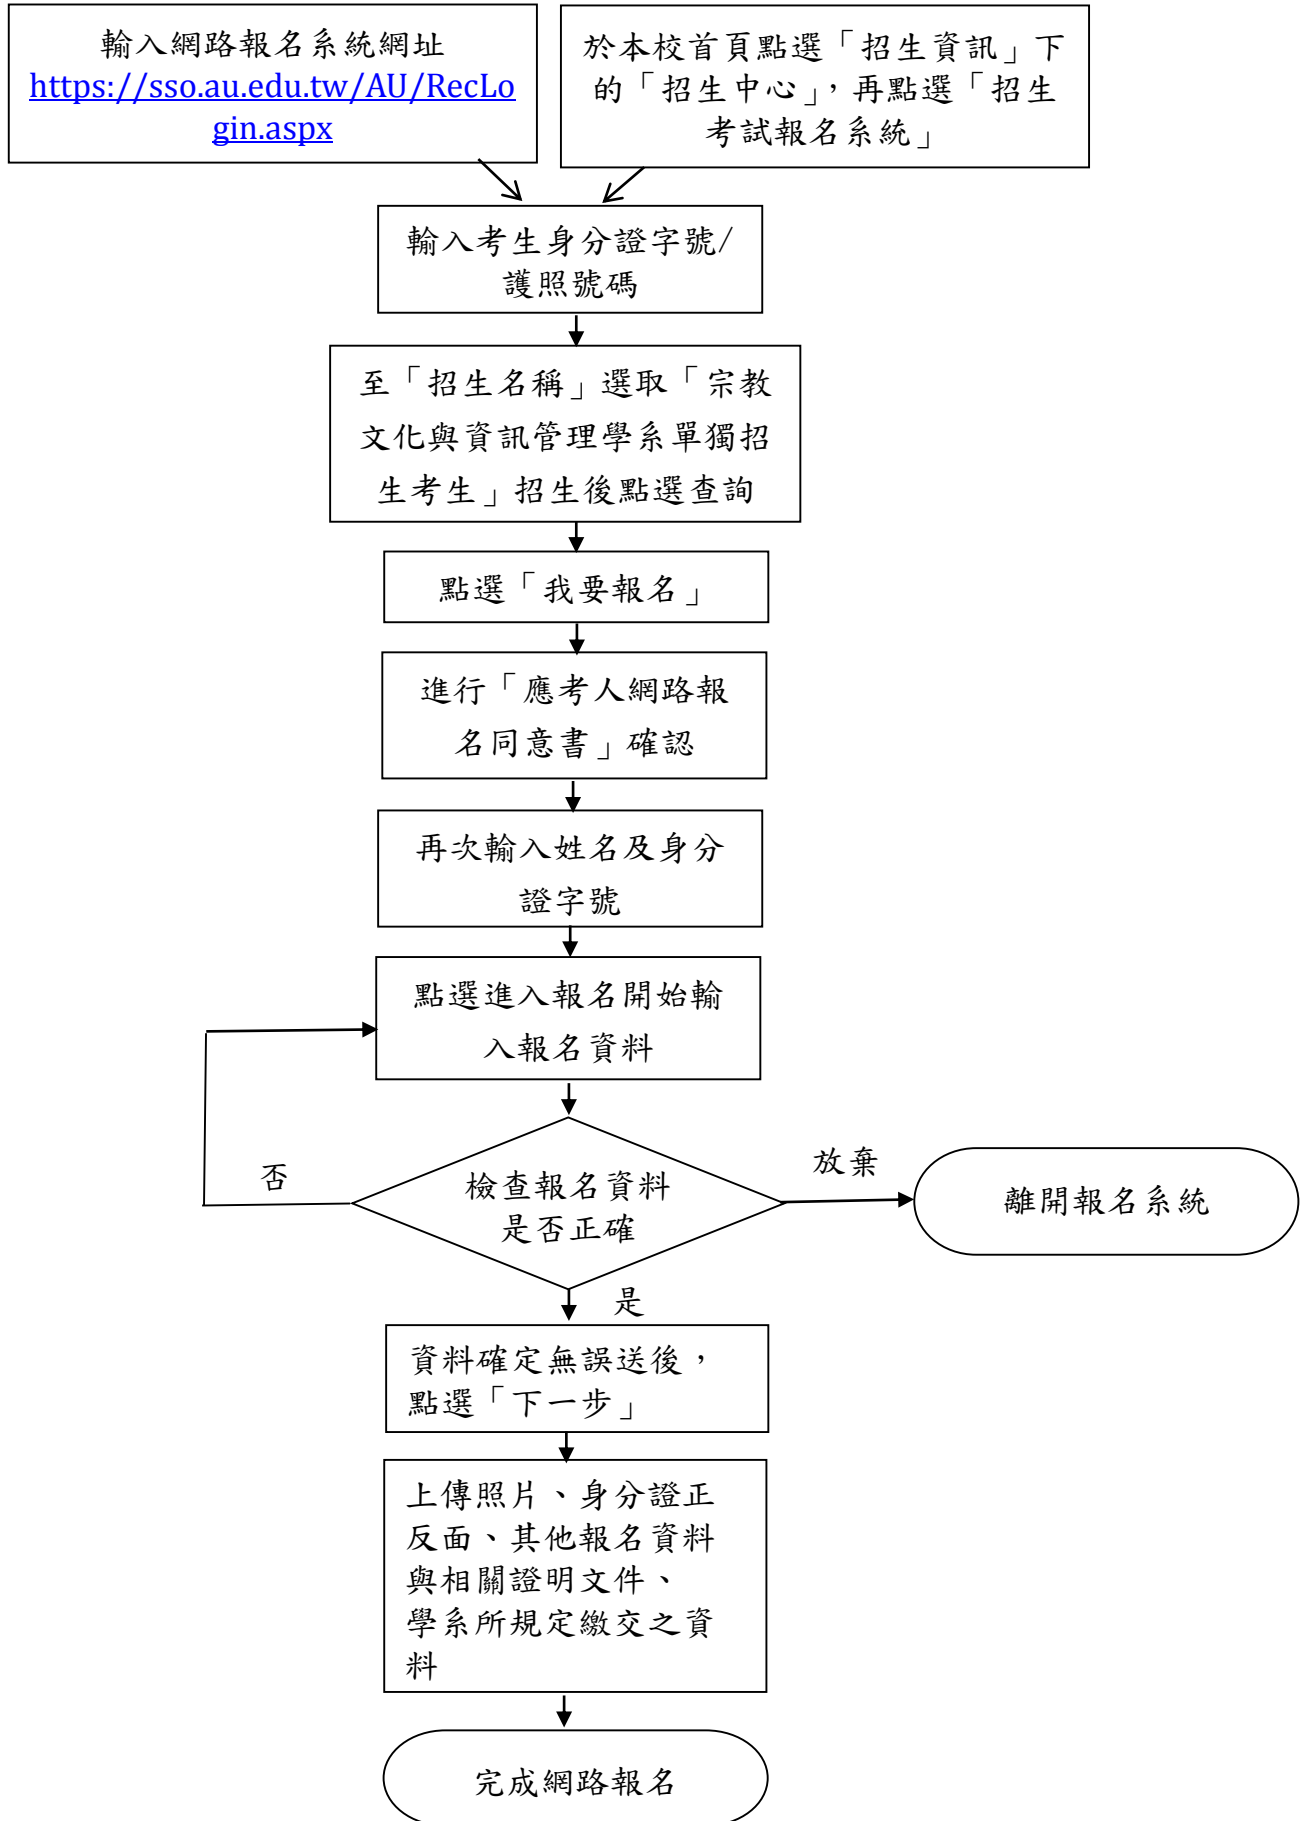 輸入網路報名系統網址
https://sso.au.edu.tw/AU/RecLo
gin.aspx
於本校首頁點選「招生資訊」下
的「招生中心」，再點選「招生
考試報名系統」
輸入考生身分證字號/
護照號碼
至「招生名稱」選取「宗教
文化與資訊管理學系單獨招
生考生」招生後點選查詢
點選「我要報名」
進行「應考人網路報
名同意書」確認
再次輸入姓名及身分
證字號
點選進入報名開始輸
入報名資料
否
檢查報名資料
是否正確
放棄
離開報名系統
是
資料確定無誤送後，
點選「下一步」
上傳照片、身分證正
反面、其他報名資料
與相關證明文件、
學系所規定繳交之資
料
完成網路報名